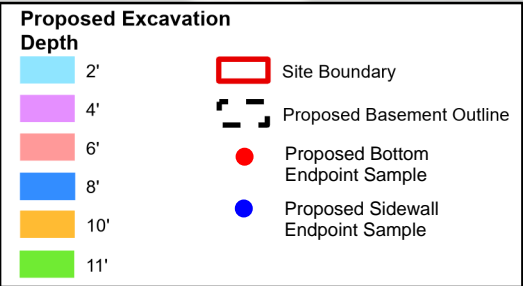 Proposed Excavation
Depth
2'
4'
6'
8'
10'
11'
Site Boundary
Proposed Basement Outline
Proposed Bottom
Endpoint Sample
Proposed Sidewall
Endpoint Sample